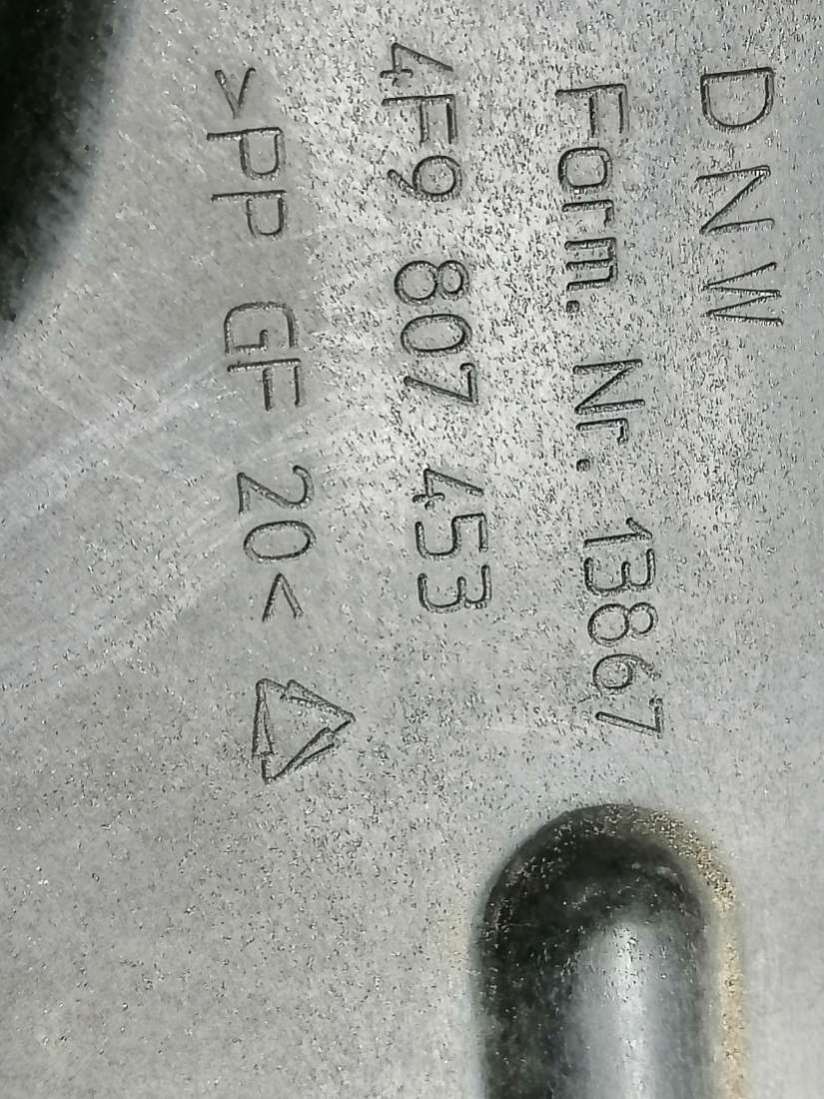 DNW
Form. Nr. 13867
4F9 807 453
>PP GF 20<